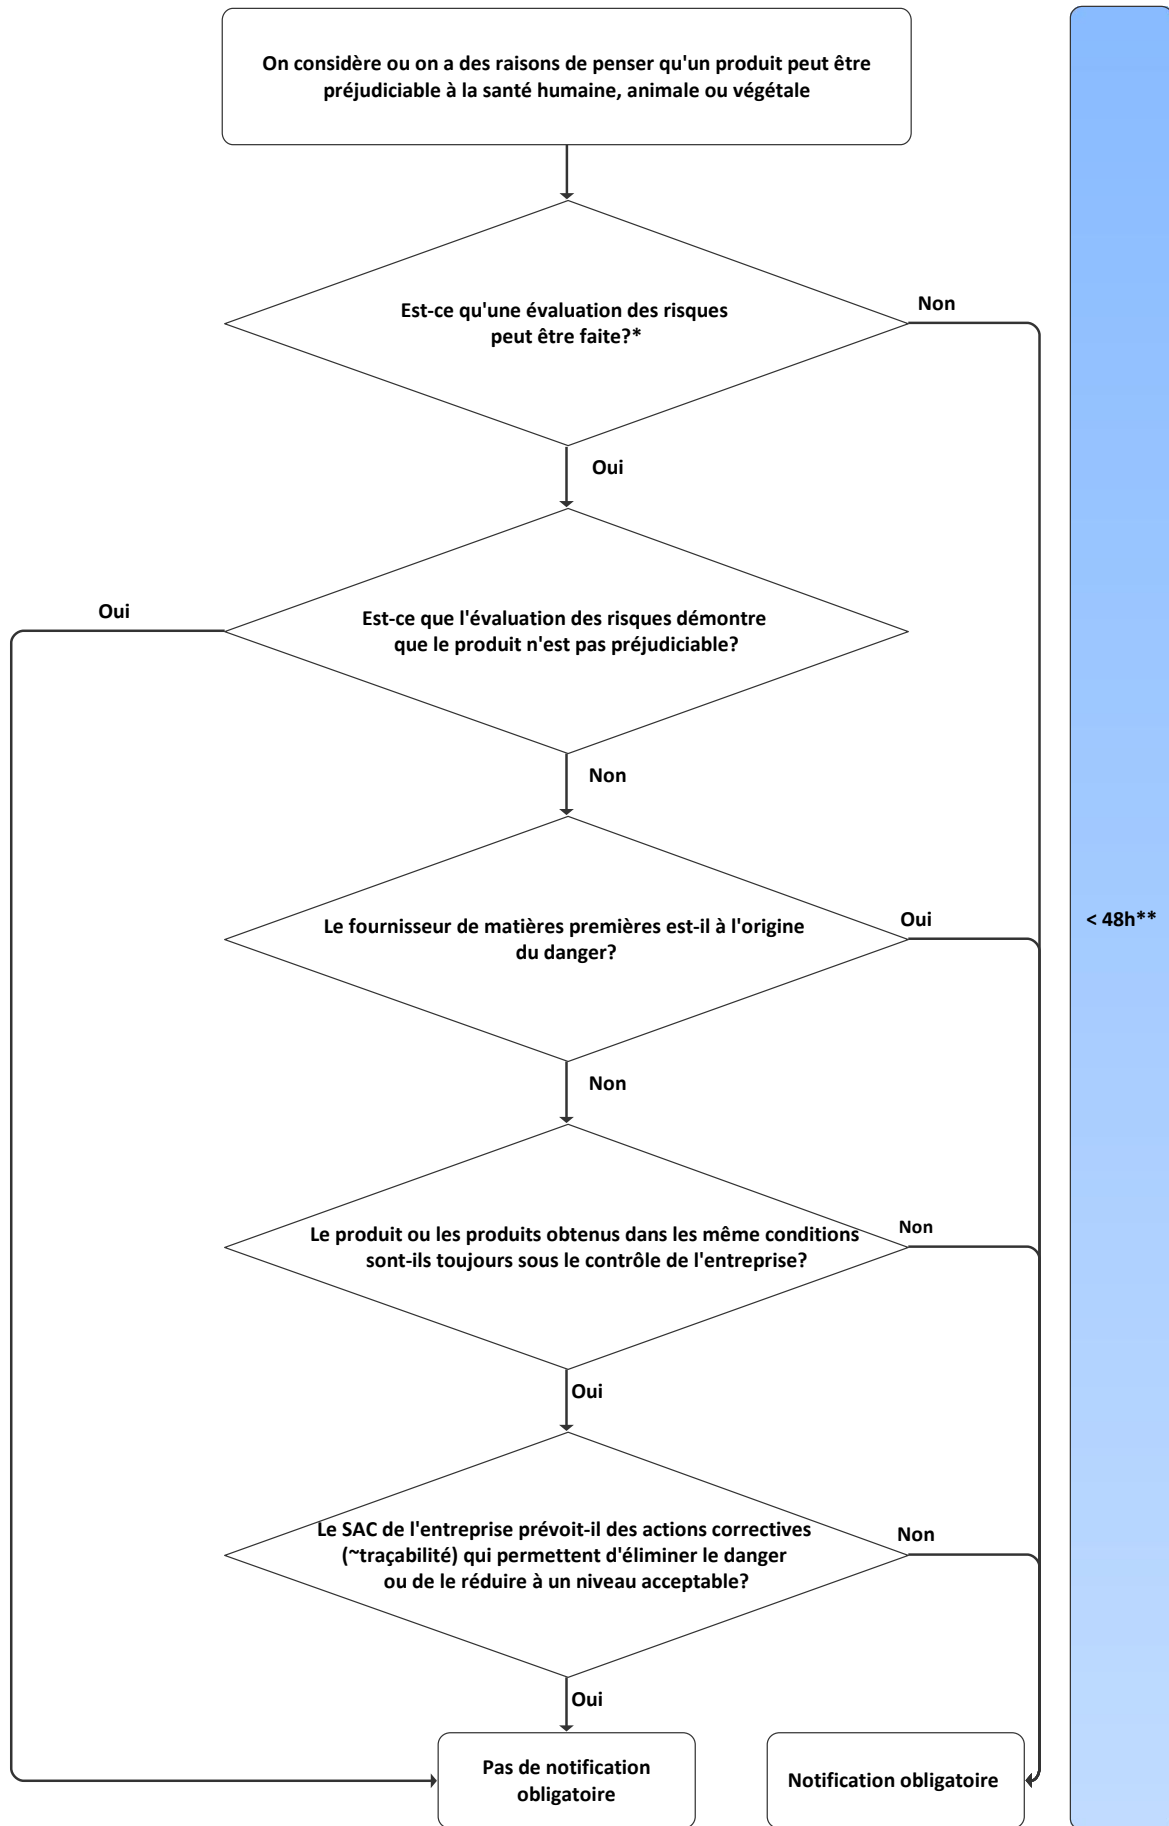 On considère ou on a des raisons de penser qu'un produit peut être
préjudiciable à la santé humaine, animale ou végétale
Est-ce qu'une évaluation des risques
peut être faite?*
Non
Oui
Est-ce que l'évaluation des risques démontre
que le produit n'est pas préjudiciable?
Oui
Non
Le fournisseur de matières premières est-il à l'origine
du danger?
Oui
< 48h**
Non
Le produit ou les produits obtenus dans les même conditions
sont-ils toujours sous le contrôle de l'entreprise?
Non
Oui
Le SAC de l'entreprise prévoit-il des actions correctives
(~traçabilité) qui permettent d'éliminer le danger
ou de le réduire à un niveau acceptable?
Non
Oui
Pas de notification
obligatoire
Notification obligatoire